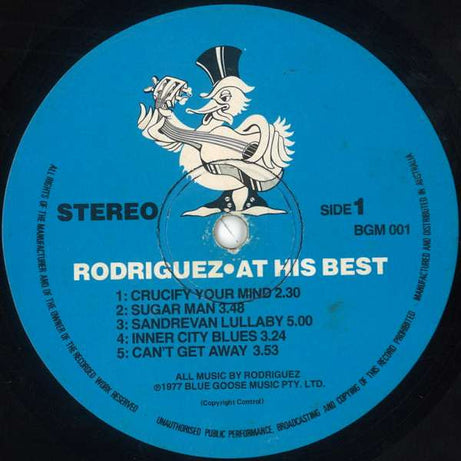 STEREO
SIDE 1
BGM 001
RODRIGUEZ•AT HIS BEST
1: CRUCIFY YOUR MIND 2.30
2: SUGAR MAN 3.48
3: SANDREVAN LULLABY 5.00
4: INNER CITY BLUES 3.24
5: CAN'T GET AWAY 3.53
ALL MUSIC BY RODRIGUEZ
℗1977 BLUE GOOSE MUSIC PTY. LTD.
(Copyright Control)
ALL RIGHTS OF THE MANUFACTURER AND OF THE OWNER OF THE RECORDED WORK RESERVED
UNAUTHORISED PUBLIC PERFORMANCE, BROADCASTING AND COPYING OF THIS RECORD PROHIBITED
MANUFACTURED AND DISTRIBUTED IN AUSTRALIA